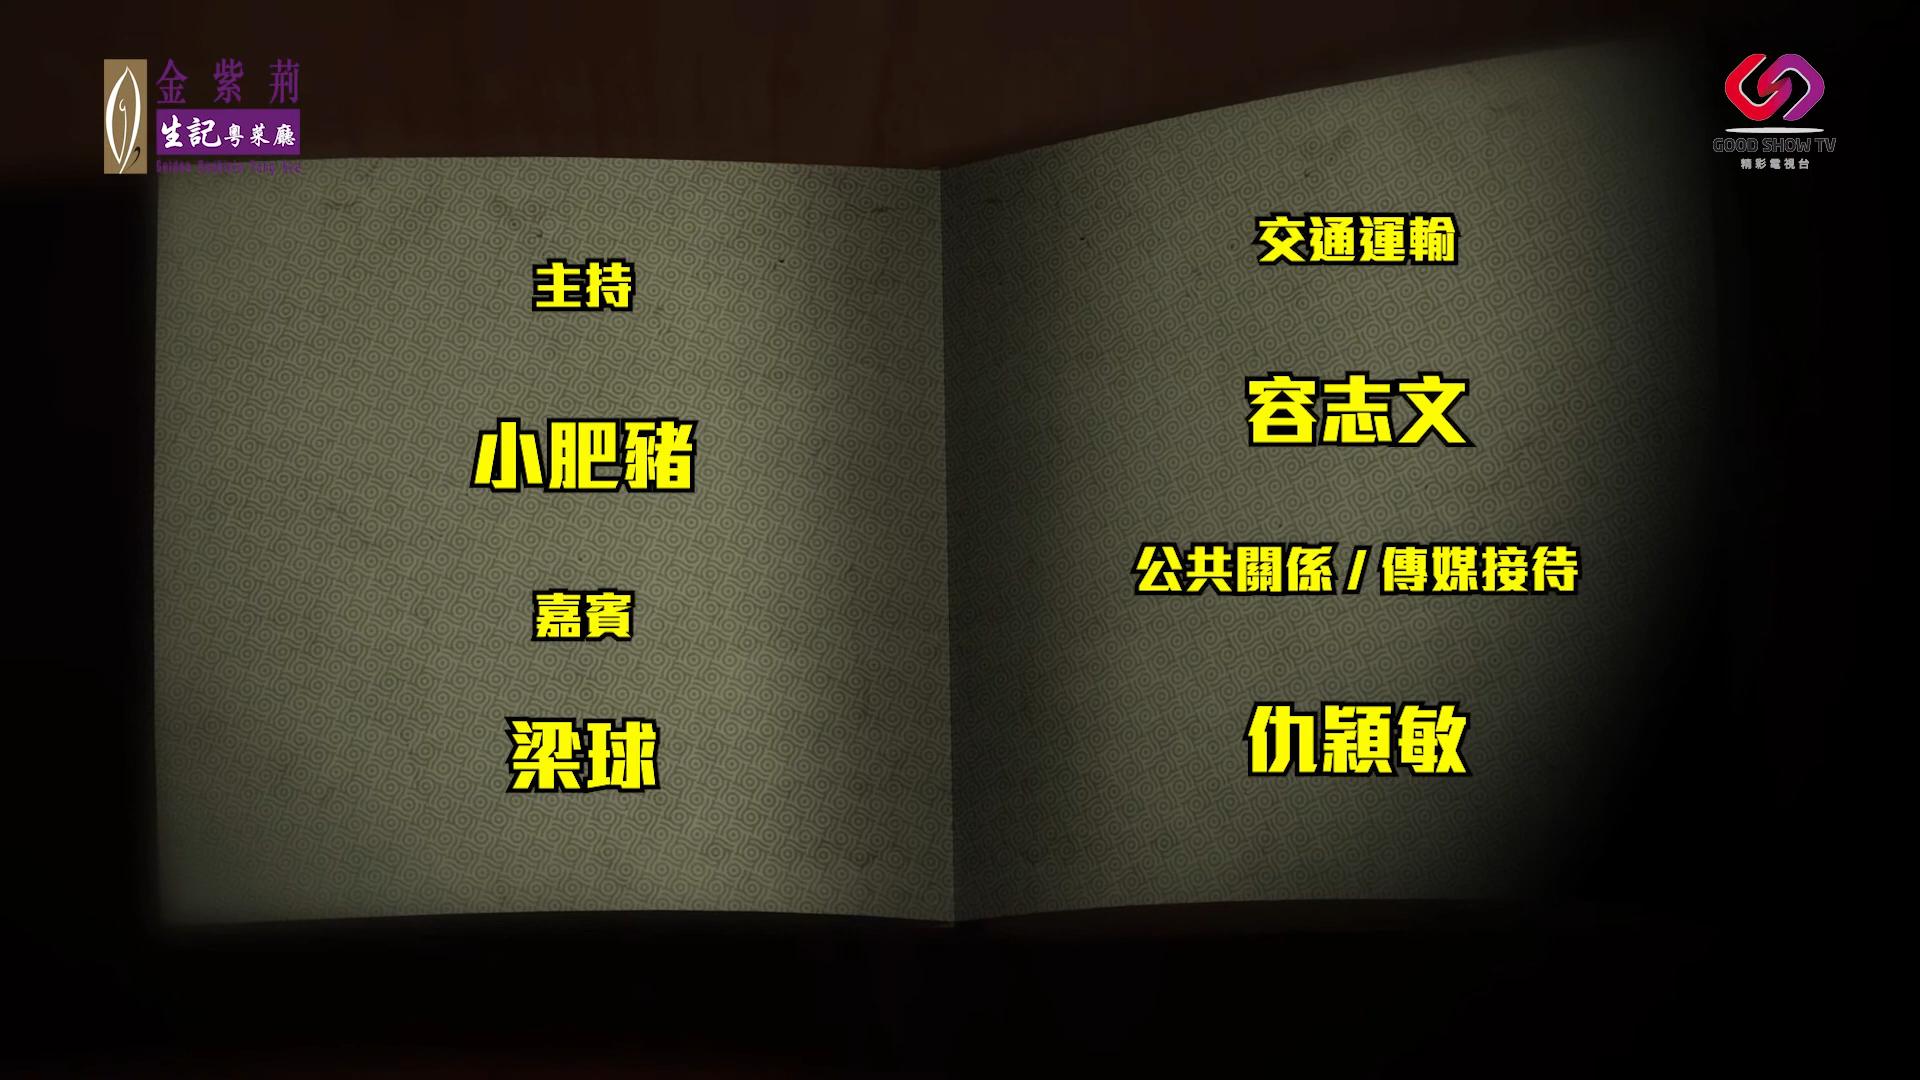 金紫荊
生記粵菜廳
GOOD SHOW TV
精彩電視台
主持
小肥豬
嘉賓
梁球
交通運輸
容志文
公共關係 / 傳媒接待
仇穎敏